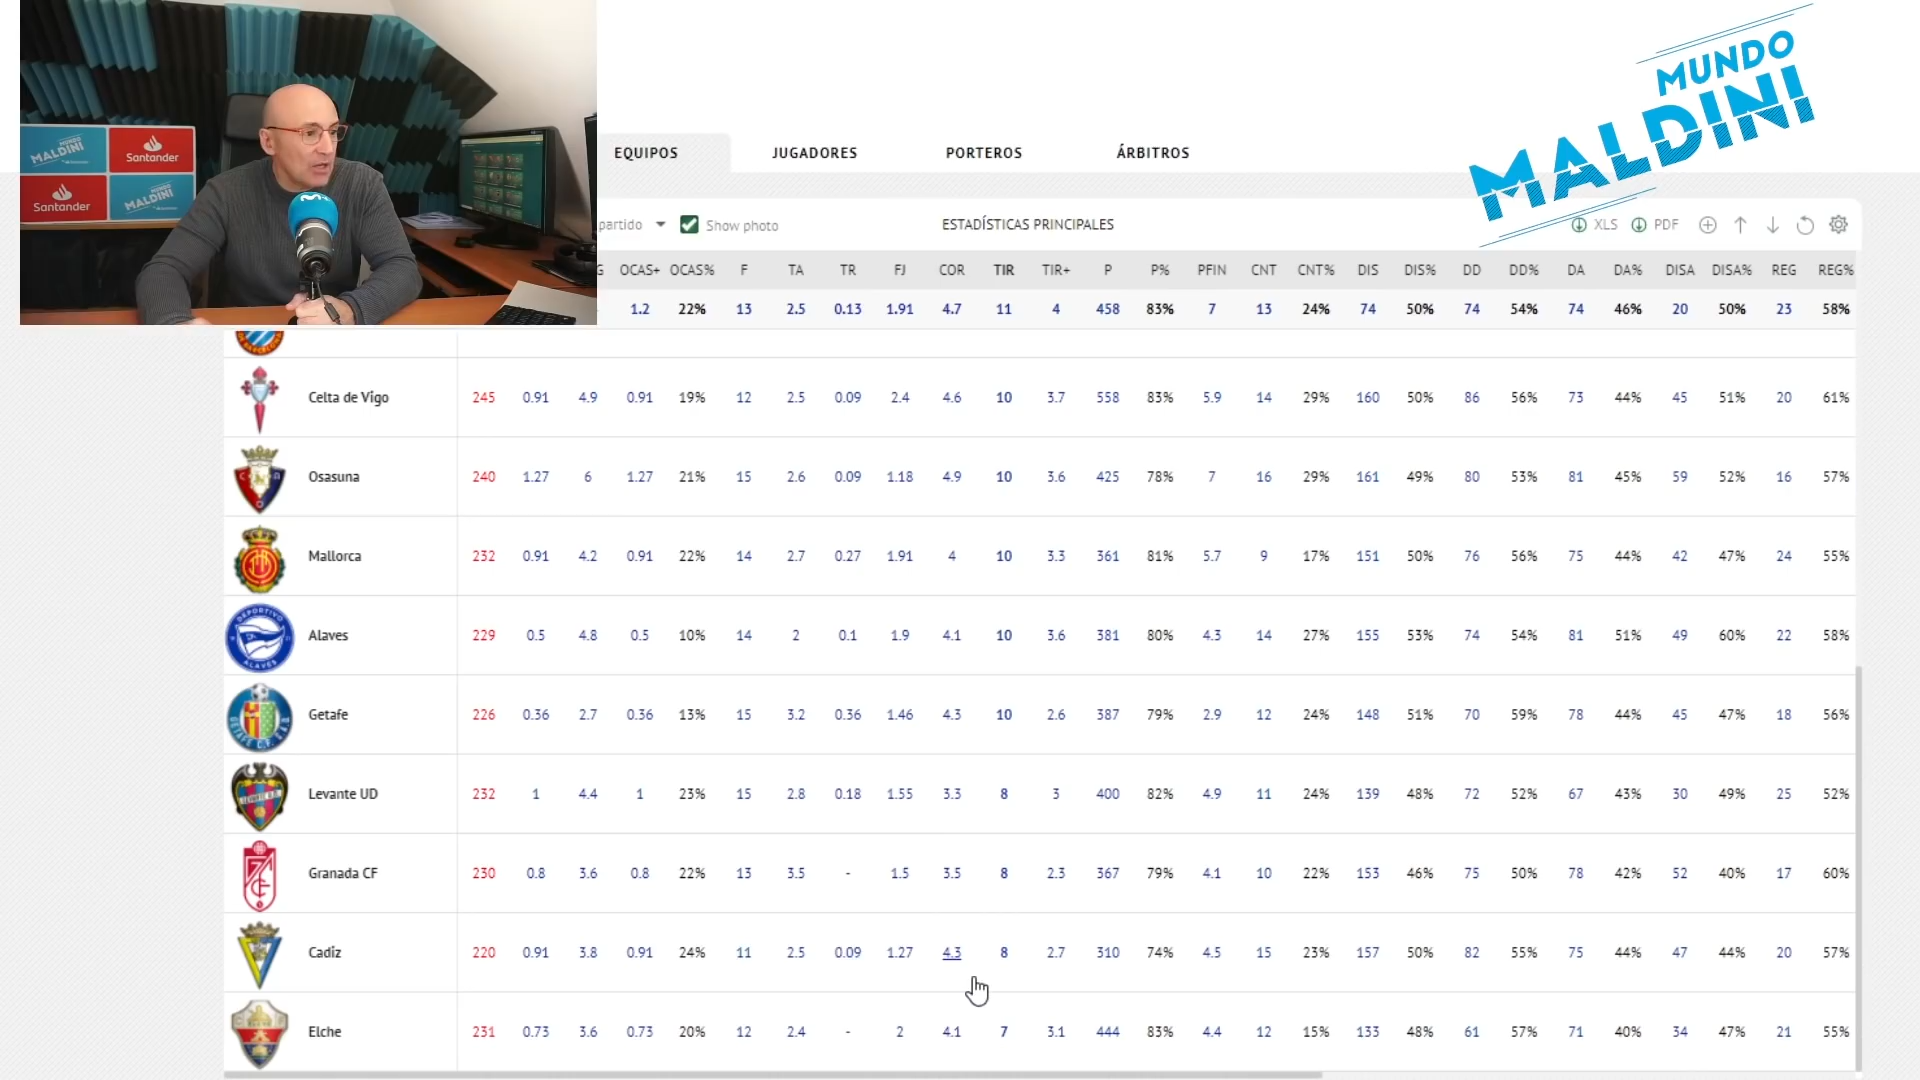 MUNDO
MALDINI
MUNDO
MALDINI
Santander
Santander
MUNDO
MALDINI
EQUIPOS JUGADORES PORTEROS ÁRBITROS
partido Show photo ESTADÍSTICAS PRINCIPALES XLS PDF
G OCAS+ OCAS% F TA TR FJ COR TIR TIR+ P P% PFIN CNT CNT% DIS DIS% DD DD% DA DA% DISA DISA% REG REG%
1.2 22% 13 2.5 0.13 1.91 4.7 11 4 458 83% 7 13 24% 74 50% 74 54% 74 46% 20 50% 23 58%
Celta de Vigo 245 0.91 4.9 0.91 19% 12 2.5 0.09 2.4 4.6 10 3.7 558 83% 5.9 14 29% 160 50% 86 56% 73 44% 45 51% 20 61%
Osasuna 240 1.27 6 1.27 21% 15 2.6 0.09 1.18 4.9 10 3.6 425 78% 7 16 29% 161 49% 80 53% 81 45% 59 52% 16 57%
Mallorca 232 0.91 4.2 0.91 22% 14 2.7 0.27 1.91 4 10 3.3 361 81% 5.7 9 17% 151 50% 76 56% 75 44% 42 47% 24 55%
DEPORTIVO
ALAVES
Alaves 229 0.5 4.8 0.5 10% 14 2 0.1 1.9 4.1 10 3.6 381 80% 4.3 14 27% 155 53% 74 54% 81 51% 49 60% 22 58%
GETAFE C.F.
Getafe 226 0.36 2.7 0.36 13% 15 3.2 0.36 1.46 4.3 10 2.6 387 79% 2.9 12 24% 148 51% 70 59% 78 44% 45 47% 18 56%
Levante UD 232 1 4.4 1 23% 15 2.8 0.18 1.55 3.3 8 3 400 82% 4.9 11 24% 139 48% 72 52% 67 43% 30 49% 25 52%
Granada CF 230 0.8 3.6 0.8 22% 13 3.5 - 1.5 3.5 8 2.3 367 79% 4.1 10 22% 153 46% 75 50% 78 42% 52 40% 17 60%
Cadiz 220 0.91 3.8 0.91 24% 11 2.5 0.09 1.27 4.3 8 2.7 310 74% 4.5 15 23% 157 50% 82 55% 75 44% 47 44% 20 57%
Elche 231 0.73 3.6 0.73 20% 12 2.4 - 2 4.1 7 3.1 444 83% 4.4 12 15% 133 48% 61 57% 71 40% 34 47% 21 55%